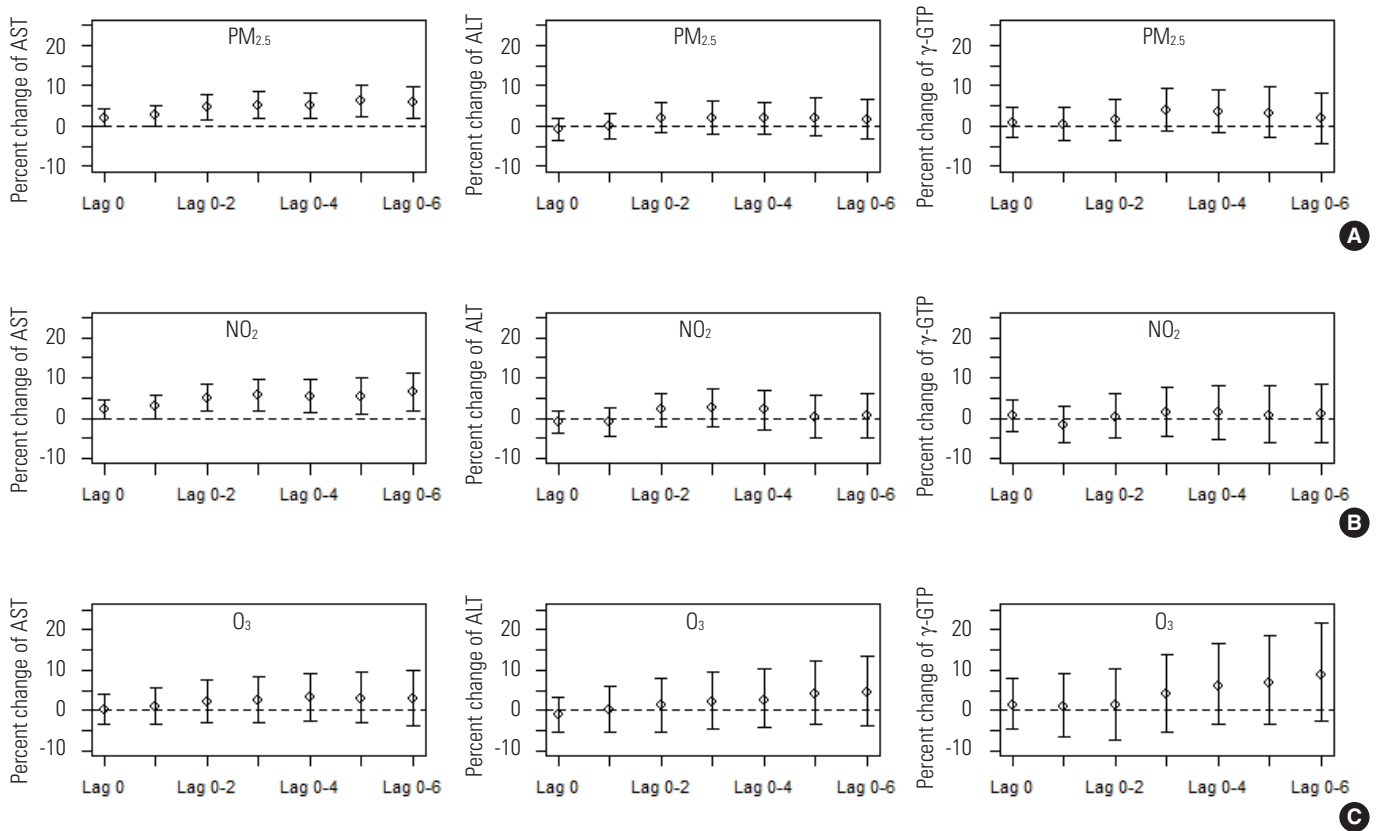 Percent change of AST
PM2.5
20
10
0
-10
Lag 0 Lag 0-2 Lag 0-4 Lag 0-6
Percent change of ALT
PM2.5
20
10
0
-10
Lag 0 Lag 0-2 Lag 0-4 Lag 0-6
Percent change of γ-GTP
PM2.5
20
10
0
-10
Lag 0 Lag 0-2 Lag 0-4 Lag 0-6
A
Percent change of AST
NO2
20
10
0
-10
Lag 0 Lag 0-2 Lag 0-4 Lag 0-6
Percent change of ALT
NO2
20
10
0
-10
Lag 0 Lag 0-2 Lag 0-4 Lag 0-6
Percent change of γ-GTP
NO2
20
10
0
-10
Lag 0 Lag 0-2 Lag 0-4 Lag 0-6
B
Percent change of AST
O3
20
10
0
-10
Lag 0 Lag 0-2 Lag 0-4 Lag 0-6
Percent change of ALT
O3
20
10
0
-10
Lag 0 Lag 0-2 Lag 0-4 Lag 0-6
Percent change of γ-GTP
O3
20
10
0
-10
Lag 0 Lag 0-2 Lag 0-4 Lag 0-6
C